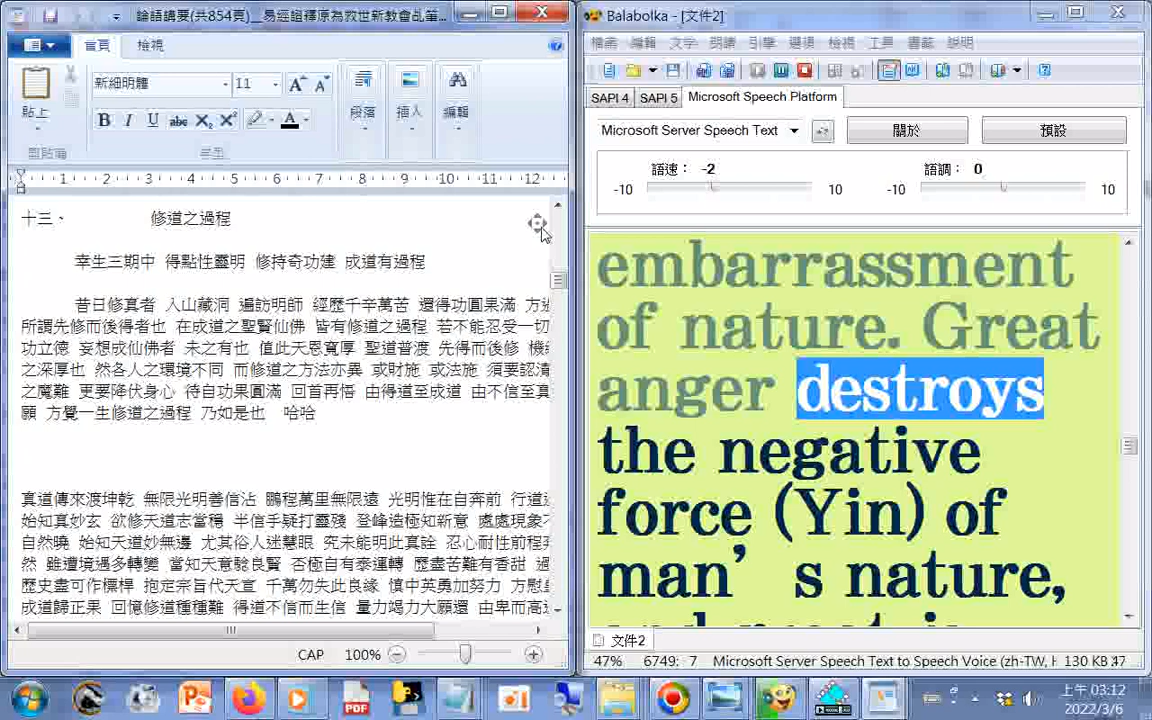 論語講要(共854頁)__易經證釋原為救世新教會乩筆...
首頁 檢視
貼上
新細明體 11
B I U abc X₂ X²
段落 插入 編輯
剪貼簿 字型
1 2 3 4 5 6 7 8 9 10 11 12
十三、 修道之過程
幸生三期中 得點性靈明 修持奇功建 成道有過程
昔日修真者 入山藏洞 遍訪明師 經歷千辛萬苦 還得功圓果滿 方
所謂先修而後得者也 在成道之聖賢仙佛 皆有修道之過程 若不能忍受一切
功立德 妄想成仙佛者 未之有也 值此天恩寬厚 聖道普渡 先得而後修 機
之深厚也 然各人之環境不同 而修道之方法亦異 或財施 或法施 須要認清
之魔難 更要降伏身心 待自功果圓滿 回首再悟 由得道至成道 由不信至真
願 方覺一生修道之過程 乃如是也 哈哈
真道傳來渡坤乾 無限光明善信沾 鵬程萬里無限遠 光明惟在自奔前 行道
始知真妙玄 欲修天道志當穩 半信乎疑打靈殘 登峰造極知新意 處處現象
自然曉 始知天道妙無邊 尤其俗人迷慧眼 究未能明此真詮 忍心耐性前程
然 雖遭境遇多轉變 當知天意驗良賢 否極自有泰運轉 歷盡苦難有香甜
歷史盡可作標桿 抱定宗旨代天宣 千萬勿失此良緣 慎中英勇加努力 方慰
成道歸正果 回憶修道種種難 得道不信而生信 量力竭力大願還 由卑而高
CAP 100%
Balabolka - [文件2]
檔案 編輯 文字 朗讀 引擎 選項 檢視 工具 書籤 說明
SAPI 4 SAPI 5 Microsoft Speech Platform
Microsoft Server Speech Text 關於 預設
語速： -2 語調： 0
-10 10 -10 10
embarrassment
of nature. Great
anger destroys
the negative
force (Yin) of
man’s nature,
文件2
47% 6749: 7 Microsoft Server Speech Text to Speech Voice (zh-TW, H 130 KB 47
上午 03:12
2022/3/6